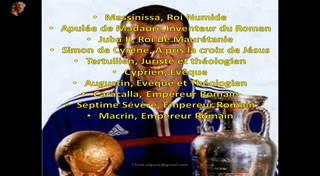 • Massinissa, Roi Numide
• Apulée de Madaure, Inventeur du Roman
• Juba I, Roi de Maurétanie
• Simon de Cyrène, A pris la croix de Jésus
• Tertullien, Juriste et théologien
• Cyprien, Evêque
• Augustin, Evêque et Théologien
• Caracalla, Empereur Romain
• Septime Sévère, Empereur Romain
• Macrin, Empereur Romain